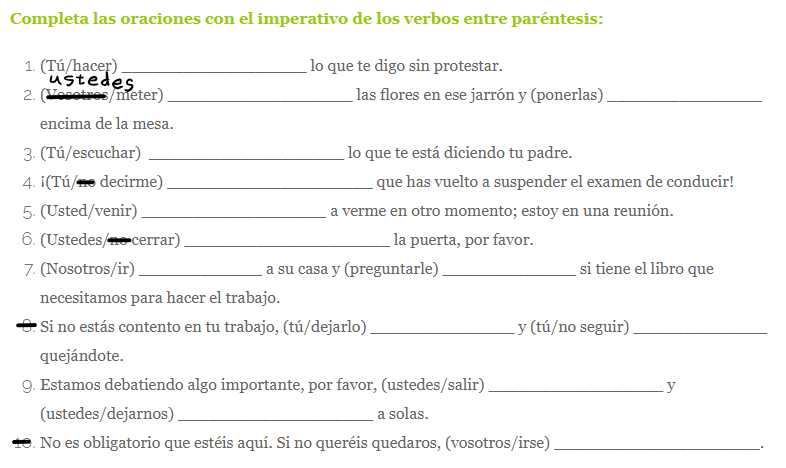 Completa las oraciones con el imperativo de los verbos entre paréntesis:
1. (Tú/hacer) ______________________ lo que te digo sin protestar.
ustedes
2. (Vosotros/meter) ______________________ las flores en ese jarrón y (ponerlas) __________________
encima de la mesa.
3. (Tú/escuchar) _______________________ lo que te está diciendo tu padre.
4. ¡(Tú/no decirme) ________________________ que has vuelto a suspender el examen de conducir!
5. (Usted/venir) ______________________ a verme en otro momento; estoy en una reunión.
6. (Ustedes/no cerrar) ________________________ la puerta, por favor.
7. (Nosotros/ir) ______________ a su casa y (preguntarle) ________________ si tiene el libro que
necesitamos para hacer el trabajo.
8. Si no estás contento en tu trabajo, (tú/dejarlo) _________________ y (tú/no seguir) ________________
quejándote.
9. Estamos debatiendo algo importante, por favor, (ustedes/salir) _____________________ y
(ustedes/dejarnos) _______________________ a solas.
10. No es obligatorio que estéis aquí. Si no queréis quedaros, (vosotros/irse) ________________________.